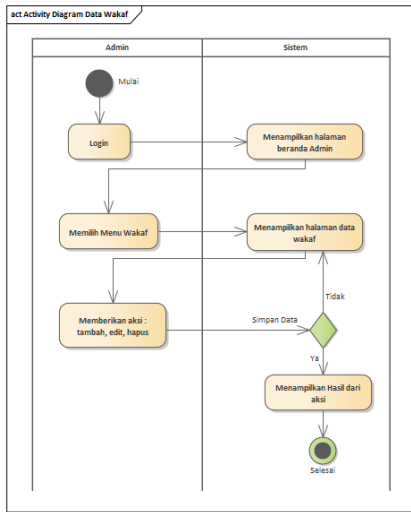 act Activity Diagram Data Wakaf
Admin
Sistem
Mulai
Login
Menampilkan halaman
beranda Admin
Memilih Menu Wakaf
Menampilkan halaman data
wakaf
Tidak
Memberikan aksi :
tambah, edit, hapus
Simpan Data
Ya
Menampilkan Hasil dari
aksi
Selesai